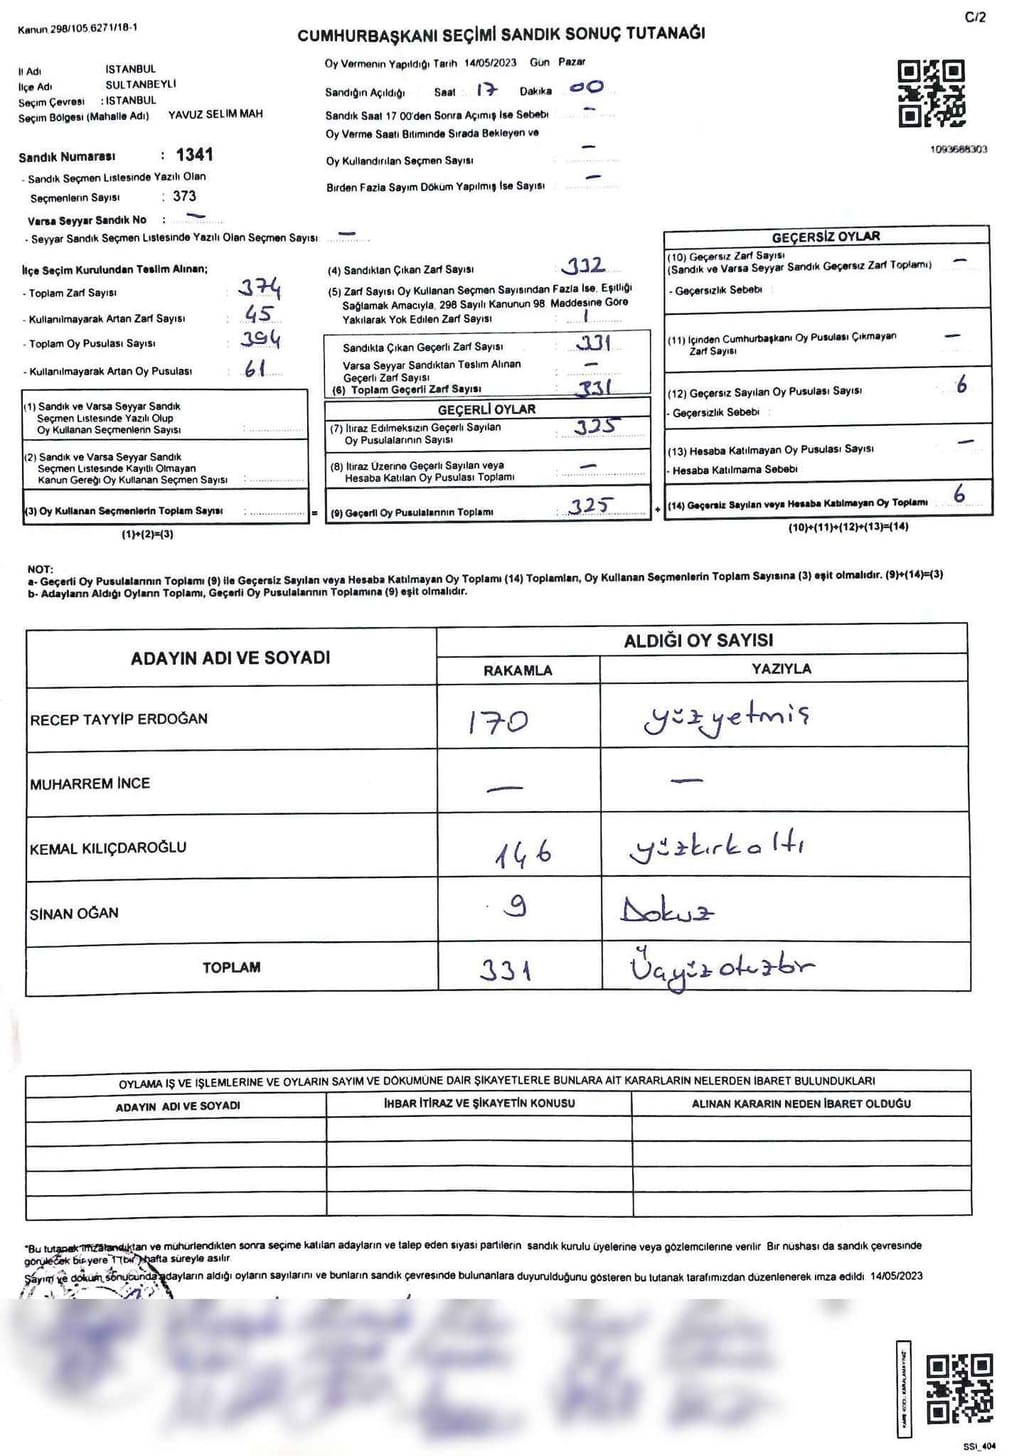 Kanun 298/105.6271/18-1
C/2
CUMHURBAŞKANI SEÇİMİ SANDIK SONUÇ TUTANAĞI
İl Adı İSTANBUL
İlçe Adı SULTANBEYLİ
Seçim Çevresi : İSTANBUL
Seçim Bölgesi (Mahalle Adı) YAVUZ SELİM MAH
Sandık Numarası : 1341
- Sandık Seçmen Listesinde Yazılı Olan
Seçmenlerin Sayısı : 373
Varsa Seyyar Sandık No : —
- Seyyar Sandık Seçmen Listesinde Yazılı Olan Seçmen Sayısı —
Oy Vermenin Yapıldığı Tarih 14/05/2023 Gün Pazar
Sandığın Açıldığı Saat 17 Dakika 00
Sandık Saat 17 00'den Sonra Açımış İse Sebebi —
Oy Verme Saati Bitiminde Sırada Bekleyen ve
Oy Kullandırılan Seçmen Sayısı —
Birden Fazla Sayım Döküm Yapılmış İse Sayısı —
1093688303
İlçe Seçim Kurulundan Teslim Alınan;
- Toplam Zarf Sayısı : 374
- Kullanılmayarak Artan Zarf Sayısı : 45
- Toplam Oy Pusulası Sayısı : 394
- Kullanılmayarak Artan Oy Pusulası : 61
(1) Sandık ve Varsa Seyyar Sandık
Seçmen Listesinde Yazılı Olup
Oy Kullanan Seçmenlerin Sayısı :
(2) Sandık ve Varsa Seyyar Sandık
Seçmen Listesinde Kayıtlı Olmayan
Kanun Gereği Oy Kullanan Seçmen Sayısı :
(3) Oy Kullanan Seçmenlerin Toplam Sayısı : =
(1)+(2)=(3)
(4) Sandıktan Çıkan Zarf Sayısı 332
(5) Zarf Sayısı Oy Kullanan Seçmen Sayısından Fazla İse, Eşitliği
Sağlamak Amacıyla, 298 Sayılı Kanunun 98. Maddesine Göre
Yakılarak Yok Edilen Zarf Sayısı : 1
Sandıkta Çıkan Geçerli Zarf Sayısı : 331
Varsa Seyyar Sandıktan Teslim Alınan
Geçerli Zarf Sayısı —
(6) Toplam Geçerli Zarf Sayısı : 331
GEÇERLİ OYLAR
(7) İtiraz Edilmeksizin Geçerli Sayılan
Oy Pusulalarının Sayısı : 325
(8) İtiraz Üzerine Geçerli Sayılan veya
Hesaba Katılan Oy Pusulası Toplamı : —
(9) Geçerli Oy Pusulalarının Toplamı : 325 +
GEÇERSİZ OYLAR
(10) Geçersiz Zarf Sayısı
(Sandık ve Varsa Seyyar Sandık Geçersiz Zarf Toplamı) —
- Geçersizlik Sebebi :
(11) İçinden Cumhurbaşkanı Oy Pusulası Çıkmayan
Zarf Sayısı —
(12) Geçersiz Sayılan Oy Pusulası Sayısı 6
- Geçersizlik Sebebi :
(13) Hesaba Katılmayan Oy Pusulası Sayısı —
- Hesaba Katılmama Sebebi
(14) Geçersiz Sayılan veya Hesaba Katılmayan Oy Toplamı 6
(10)+(11)+(12)+(13)=(14)
NOT:
a- Geçerli Oy Pusulalarının Toplamı (9) ile Geçersiz Sayılan veya Hesaba Katılmayan Oy Toplamı (14) Toplamları, Oy Kullanan Seçmenlerin Toplam Sayısına (3) eşit olmalıdır. (9)+(14)=(3)
b- Adayların Aldığı Oyların Toplamı, Geçerli Oy Pusulalarının Toplamına (9) eşit olmalıdır.
ADAYIN ADI VE SOYADI
ALDIĞI OY SAYISI
RAKAMLA YAZIYLA
RECEP TAYYİP ERDOĞAN 170 yüzyetmiş
MUHARREM İNCE — —
KEMAL KILIÇDAROĞLU 146 yüzkırkaltı
SİNAN OĞAN 9 Dokuz
TOPLAM 331 Üçyüzotuzbir
OYLAMA İŞ VE İŞLEMLERİNE VE OYLARIN SAYIM VE DÖKÜMÜNE DAİR ŞİKAYETLERLE BUNLARA AİT KARARLARIN NELERDEN İBARET BULUNDUKLARI
ADAYIN ADI VE SOYADI İHBAR İTİRAZ VE ŞİKAYETİN KONUSU ALINAN KARARIN NEDEN İBARET OLDUĞU
*Bu tutanak imzalandıktan ve mühürlendikten sonra seçime katılan adayların ve talep eden siyasi partilerin sandık kurulu üyelerine veya gözlemcilerine verilir Bir nüshası da sandık çevresinde
görülecek bir yere 1 (bir) hafta süreyle asılır.
Sayım ve döküm sonucunda adayların aldığı oyların sayılarını ve bunların sandık çevresinde bulunanlara duyurulduğunu gösteren bu tutanak tarafımızdan düzenlenerek imza edildi 14/05/2023
KARE KODU KARALAMAYINIZ
SSI_404